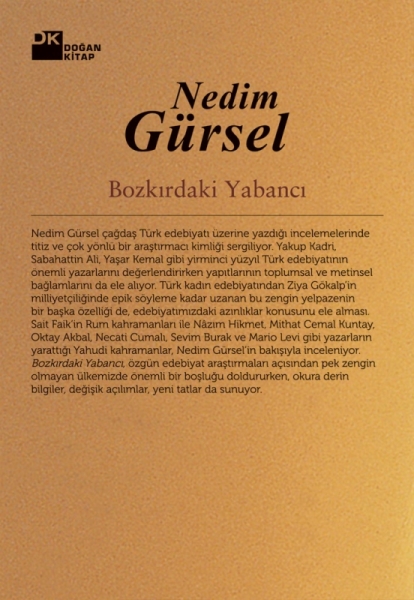 DK
DOĞAN
KİTAP
Nedim
Gürsel
Bozkırdaki Yabancı
Nedim Gürsel çağdaş Türk edebiyatı üzerine yazdığı incelemelerinde
titiz ve çok yönlü bir araştırmacı kimliği sergiliyor. Yakup Kadri,
Sabahattin Ali, Yaşar Kemal gibi yirminci yüzyıl Türk edebiyatının
önemli yazarlarını değerlendirirken yapıtlarının toplumsal ve metinsel
bağlamlarını da ele alıyor. Türk kadın edebiyatından Ziya Gökalp'in
milliyetçiliğinde epik söyleme kadar uzanan bu zengin yelpazenin
bir başka özelliği de, edebiyatımızdaki azınlıklar konusunu ele alması.
Sait Faik'in Rum kahramanları ile Nâzım Hikmet, Mithat Cemal Kuntay,
Oktay Akbal, Necati Cumalı, Sevim Burak ve Mario Levi gibi yazarların
yarattığı Yahudi kahramanlar, Nedim Gürsel'in bakışıyla inceleniyor.
Bozkırdaki Yabancı, özgün edebiyat araştırmaları açısından pek zengin
olmayan ülkemizde önemli bir boşluğu doldururken, okura derin
bilgiler, değişik açılımlar, yeni tatlar da sunuyor.